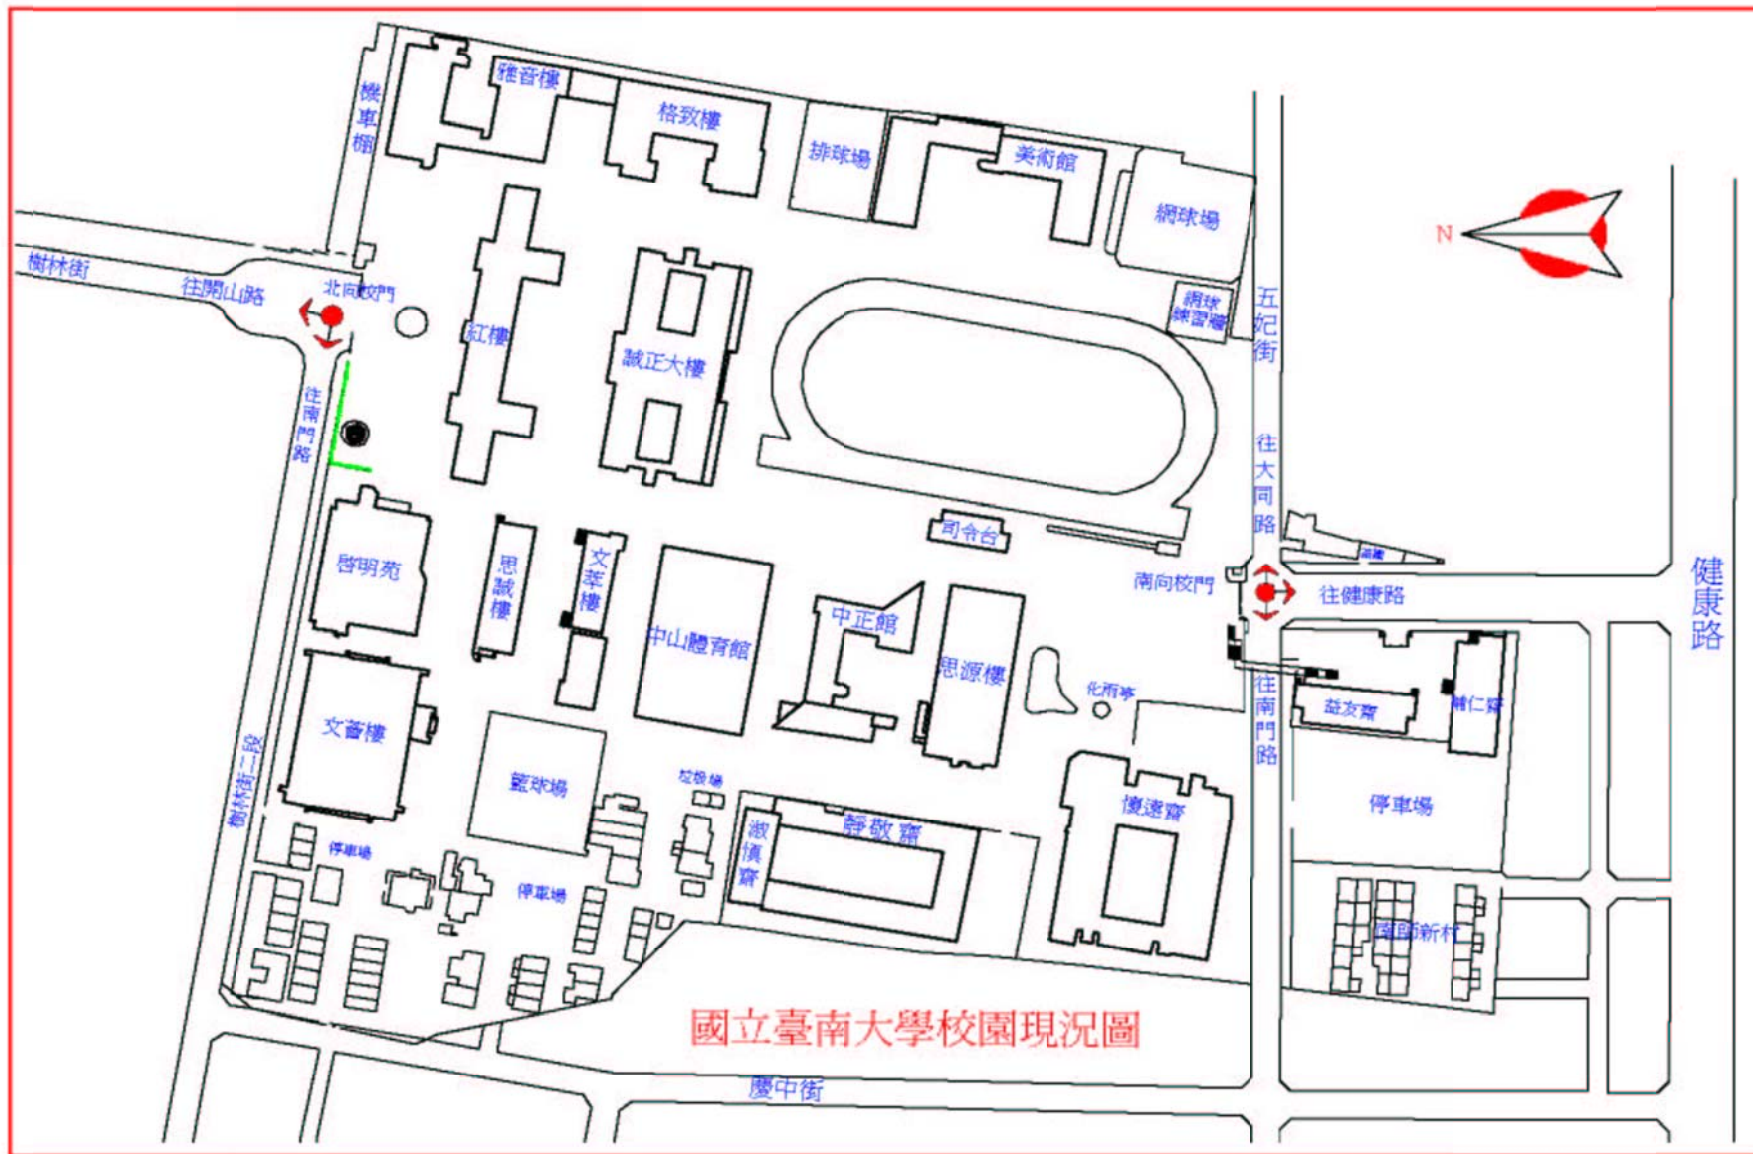 雅音樓
機車棚
格致樓
排球場
美術館
網球場
N
樹林街
往開山路
北向校門
紅樓
誠正大樓
網球
練習牆
五妃街
往南門路
往大同路
司令台
啓明苑
思誠樓
文萃樓
中山體育館
中正館
思源樓
南向校門
往健康路
健康路
化雨亭
往南門路
益友齋
輔仁齋
文薈樓
樹林街二段
籃球場
垃圾場
淑慎齋
靜敬齋
懷遠齋
停車場
停車場
停車場
南師新村
國立臺南大學校園現況圖
慶中街